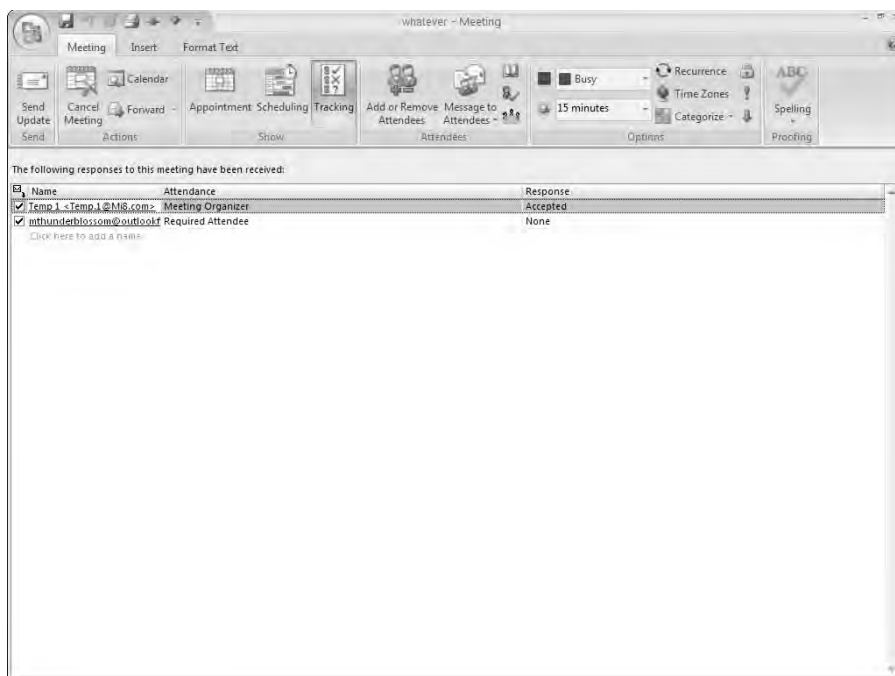 whatever - Meeting
Meeting Insert Format Text
Send Update
Cancel Meeting
Calendar
Forward
Appointment
Scheduling
Tracking
Add or Remove Attendees
Message to Attendees
Busy
15 minutes
Recurrence
Time Zones
Categorize
ABC
Spelling
Send Actions Show Attendees Options Proofing
The following responses to this meeting have been received:
Name Attendance Response
Temp 1 <Temp.1@Mi8.com> Meeting Organizer Accepted
mthunderblossom@outlookf Required Attendee None
Click here to add a name